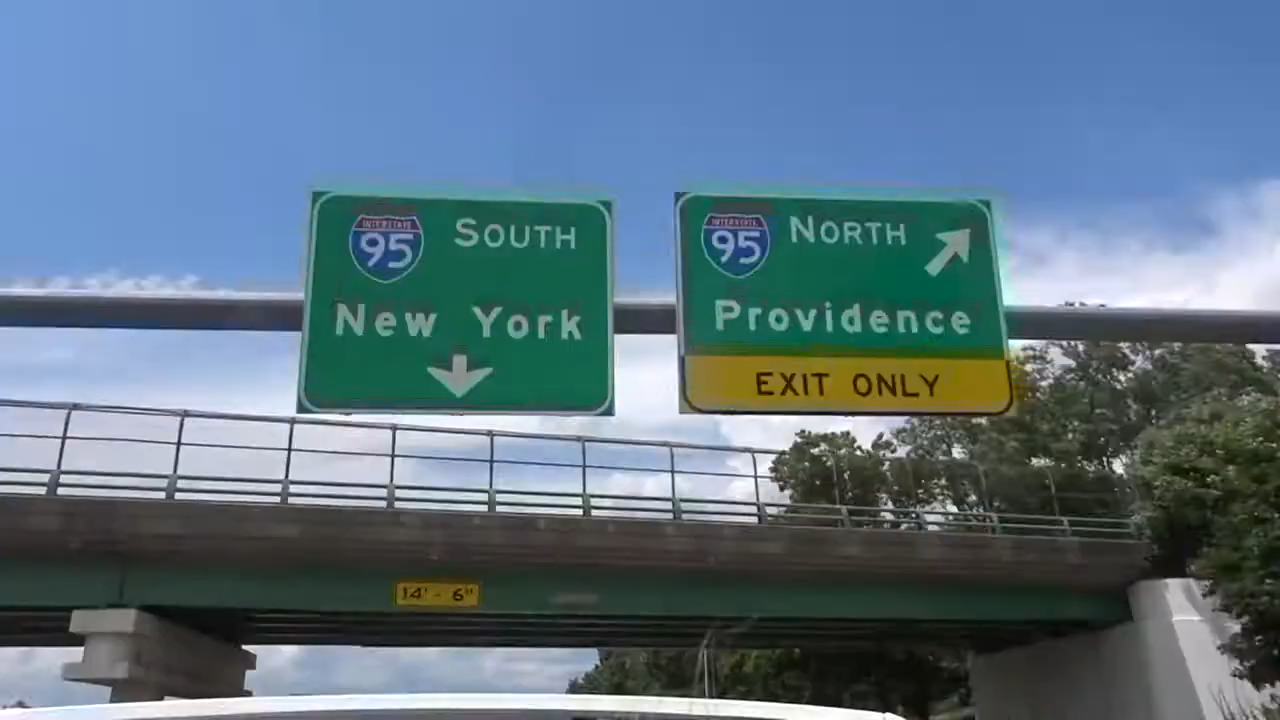 INTERSTATE
95 SOUTH
New York
INTERSTATE
95 NORTH
Providence
EXIT ONLY
14' - 6"